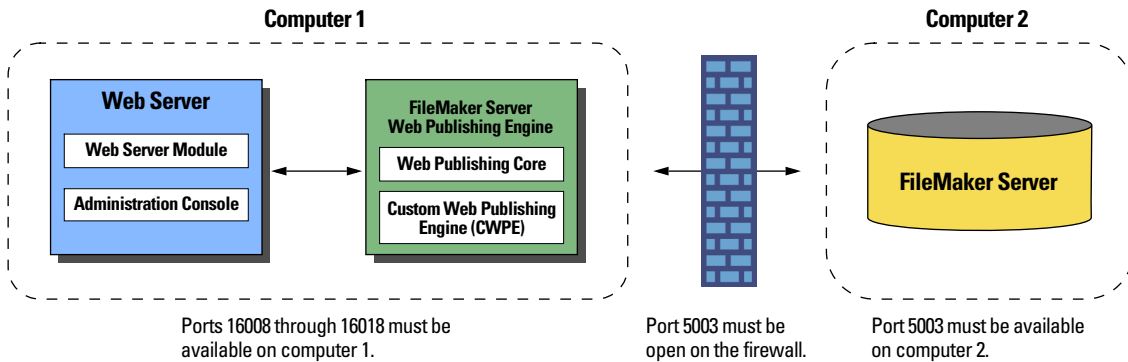 Computer 1
Computer 2
Web Server
Web Server Module
Administration Console
FileMaker Server
Web Publishing Engine
Web Publishing Core
Custom Web Publishing
Engine (CWPE)
FileMaker Server
Ports 16008 through 16018 must be
available on computer 1.
Port 5003 must be
open on the firewall.
Port 5003 must be available
on computer 2.